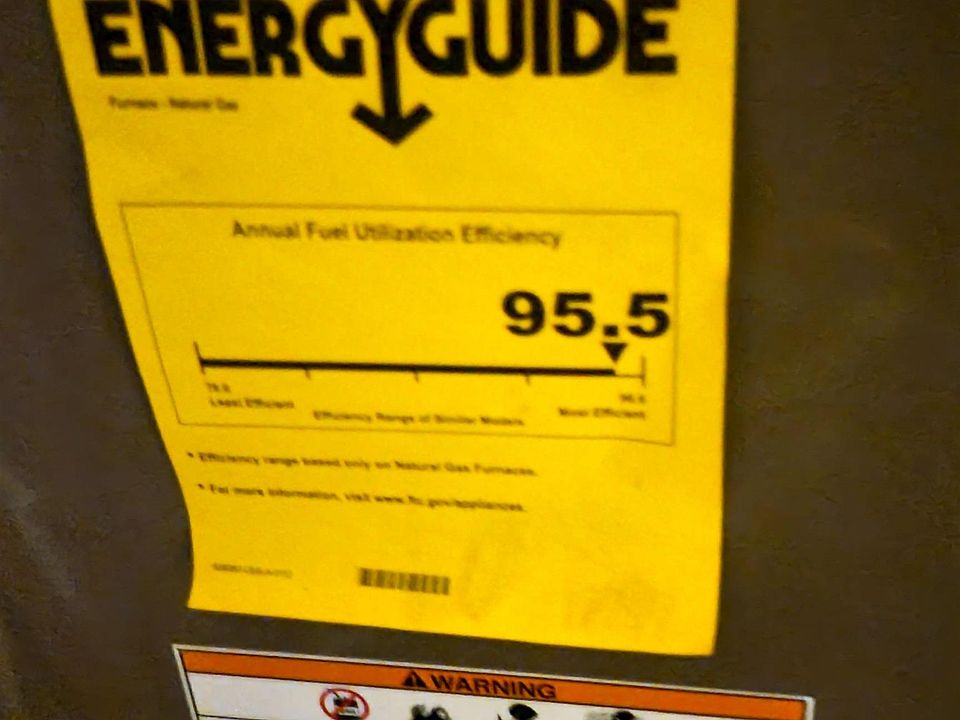 ENERGYGUIDE
Furnace - Natural Gas
Annual Fuel Utilization Efficiency
95.5
Least Efficient
Most Efficient
Efficiency Range of Similar Models
* Efficiency range based only on Natural Gas Furnaces.
* For more information, visit www.ftc.gov/appliances.
WARNING